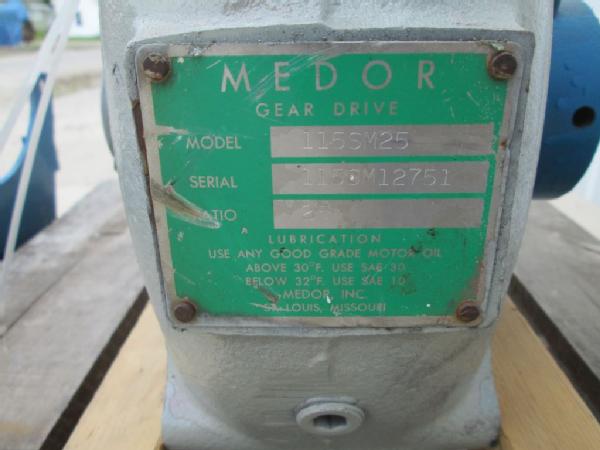 MEDOR
GEAR DRIVE
MODEL 115SM25
SERIAL 115SM12751
RATIO
LUBRICATION
USE ANY GOOD GRADE MOTOR OIL
ABOVE 30°F. USE SAE 30
BELOW 32°F. USE SAE 10
MEDOR, INC.
ST. LOUIS, MISSOURI